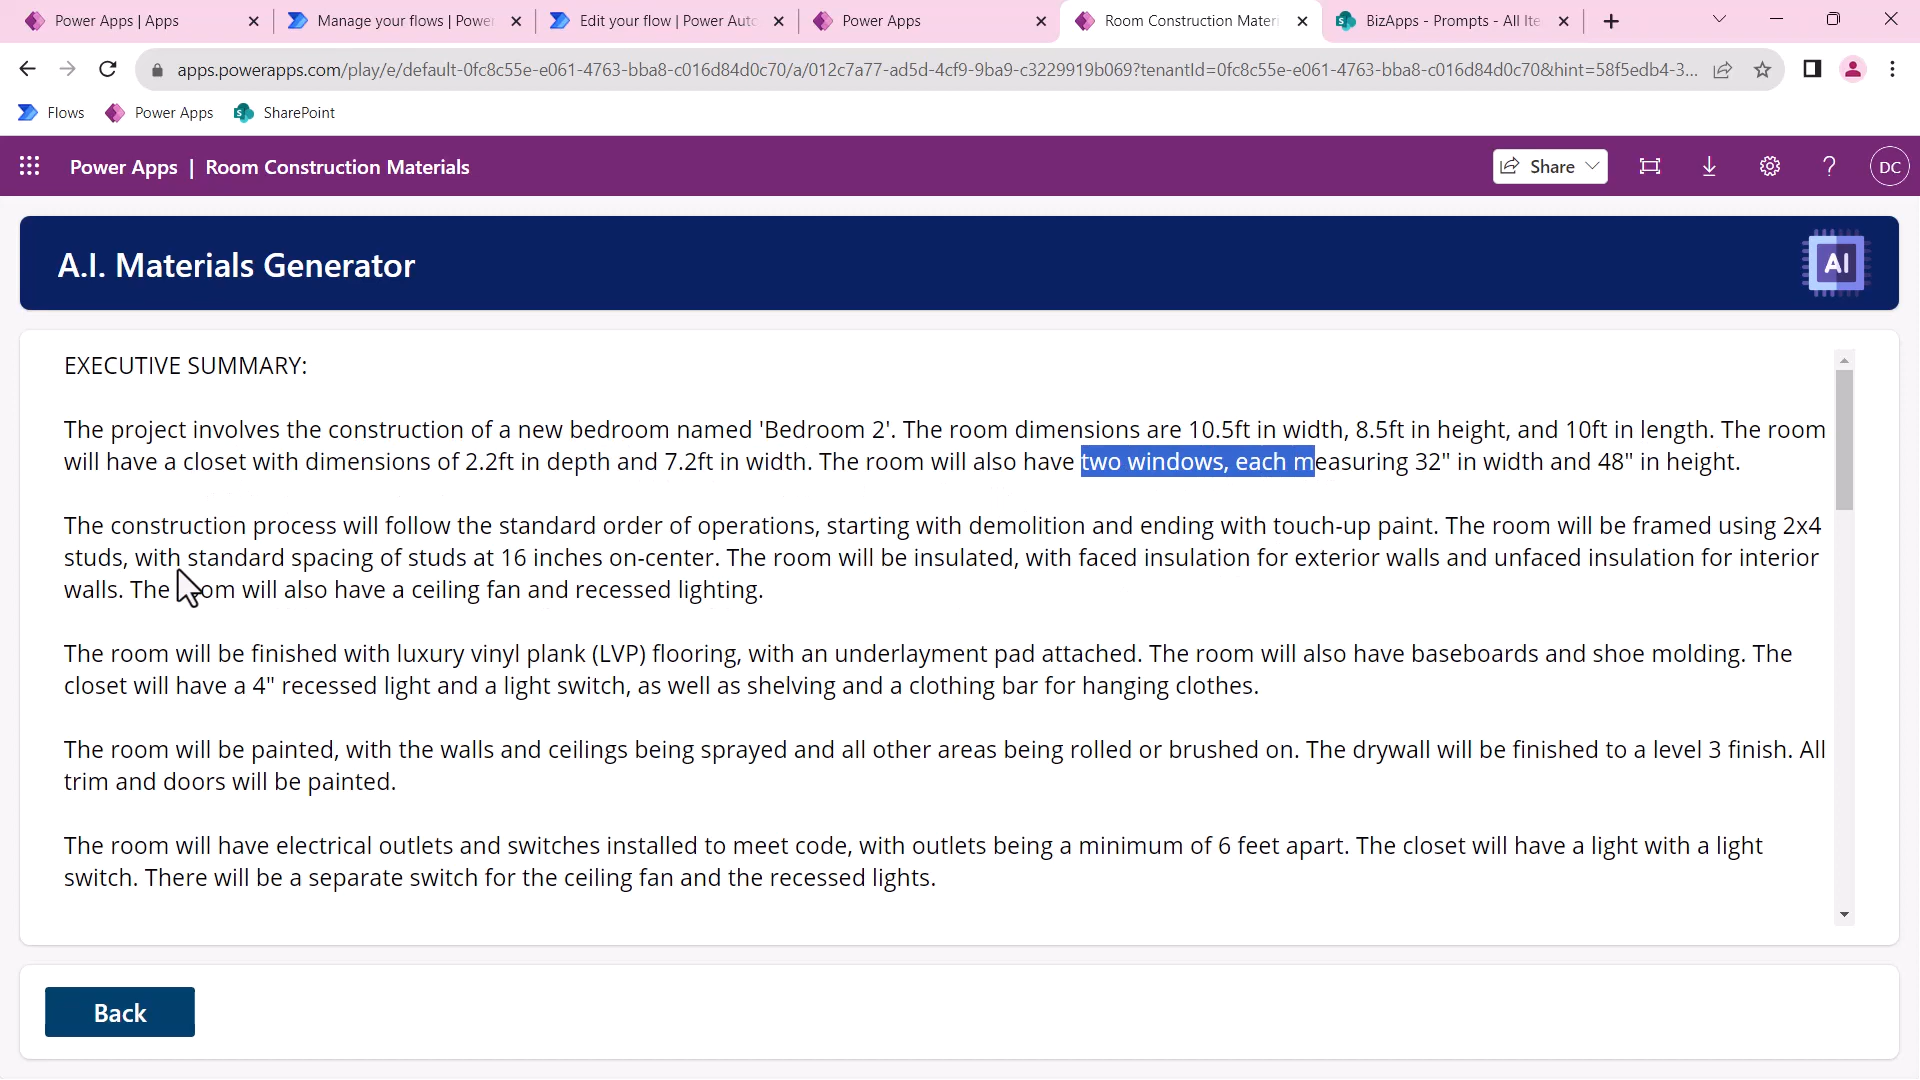 Power Apps | Apps
Manage your flows | Power
Edit your flow | Power Auto
Power Apps
Room Construction Materi
BizApps - Prompts - All Ite
apps.powerapps.com/play/e/default-0fc8c55e-e061-4763-bba8-c016d84d0c70/a/012c7a77-ad5d-4cf9-9ba9-c3229919b069?tenantId=0fc8c55e-e061-4763-bba8-c016d84d0c70&hint=58f5edb4-3...
Flows
Power Apps
SharePoint
Power Apps | Room Construction Materials
Share
?
DC
A.I. Materials Generator
AI
EXECUTIVE SUMMARY:
The project involves the construction of a new bedroom named 'Bedroom 2'. The room dimensions are 10.5ft in width, 8.5ft in height, and 10ft in length. The room
will have a closet with dimensions of 2.2ft in depth and 7.2ft in width. The room will also have two windows, each measuring 32" in width and 48" in height.
The construction process will follow the standard order of operations, starting with demolition and ending with touch-up paint. The room will be framed using 2x4
studs, with standard spacing of studs at 16 inches on-center. The room will be insulated, with faced insulation for exterior walls and unfaced insulation for interior
walls. The room will also have a ceiling fan and recessed lighting.
The room will be finished with luxury vinyl plank (LVP) flooring, with an underlayment pad attached. The room will also have baseboards and shoe molding. The
closet will have a 4" recessed light and a light switch, as well as shelving and a clothing bar for hanging clothes.
The room will be painted, with the walls and ceilings being sprayed and all other areas being rolled or brushed on. The drywall will be finished to a level 3 finish. All
trim and doors will be painted.
The room will have electrical outlets and switches installed to meet code, with outlets being a minimum of 6 feet apart. The closet will have a light with a light
switch. There will be a separate switch for the ceiling fan and the recessed lights.
Back